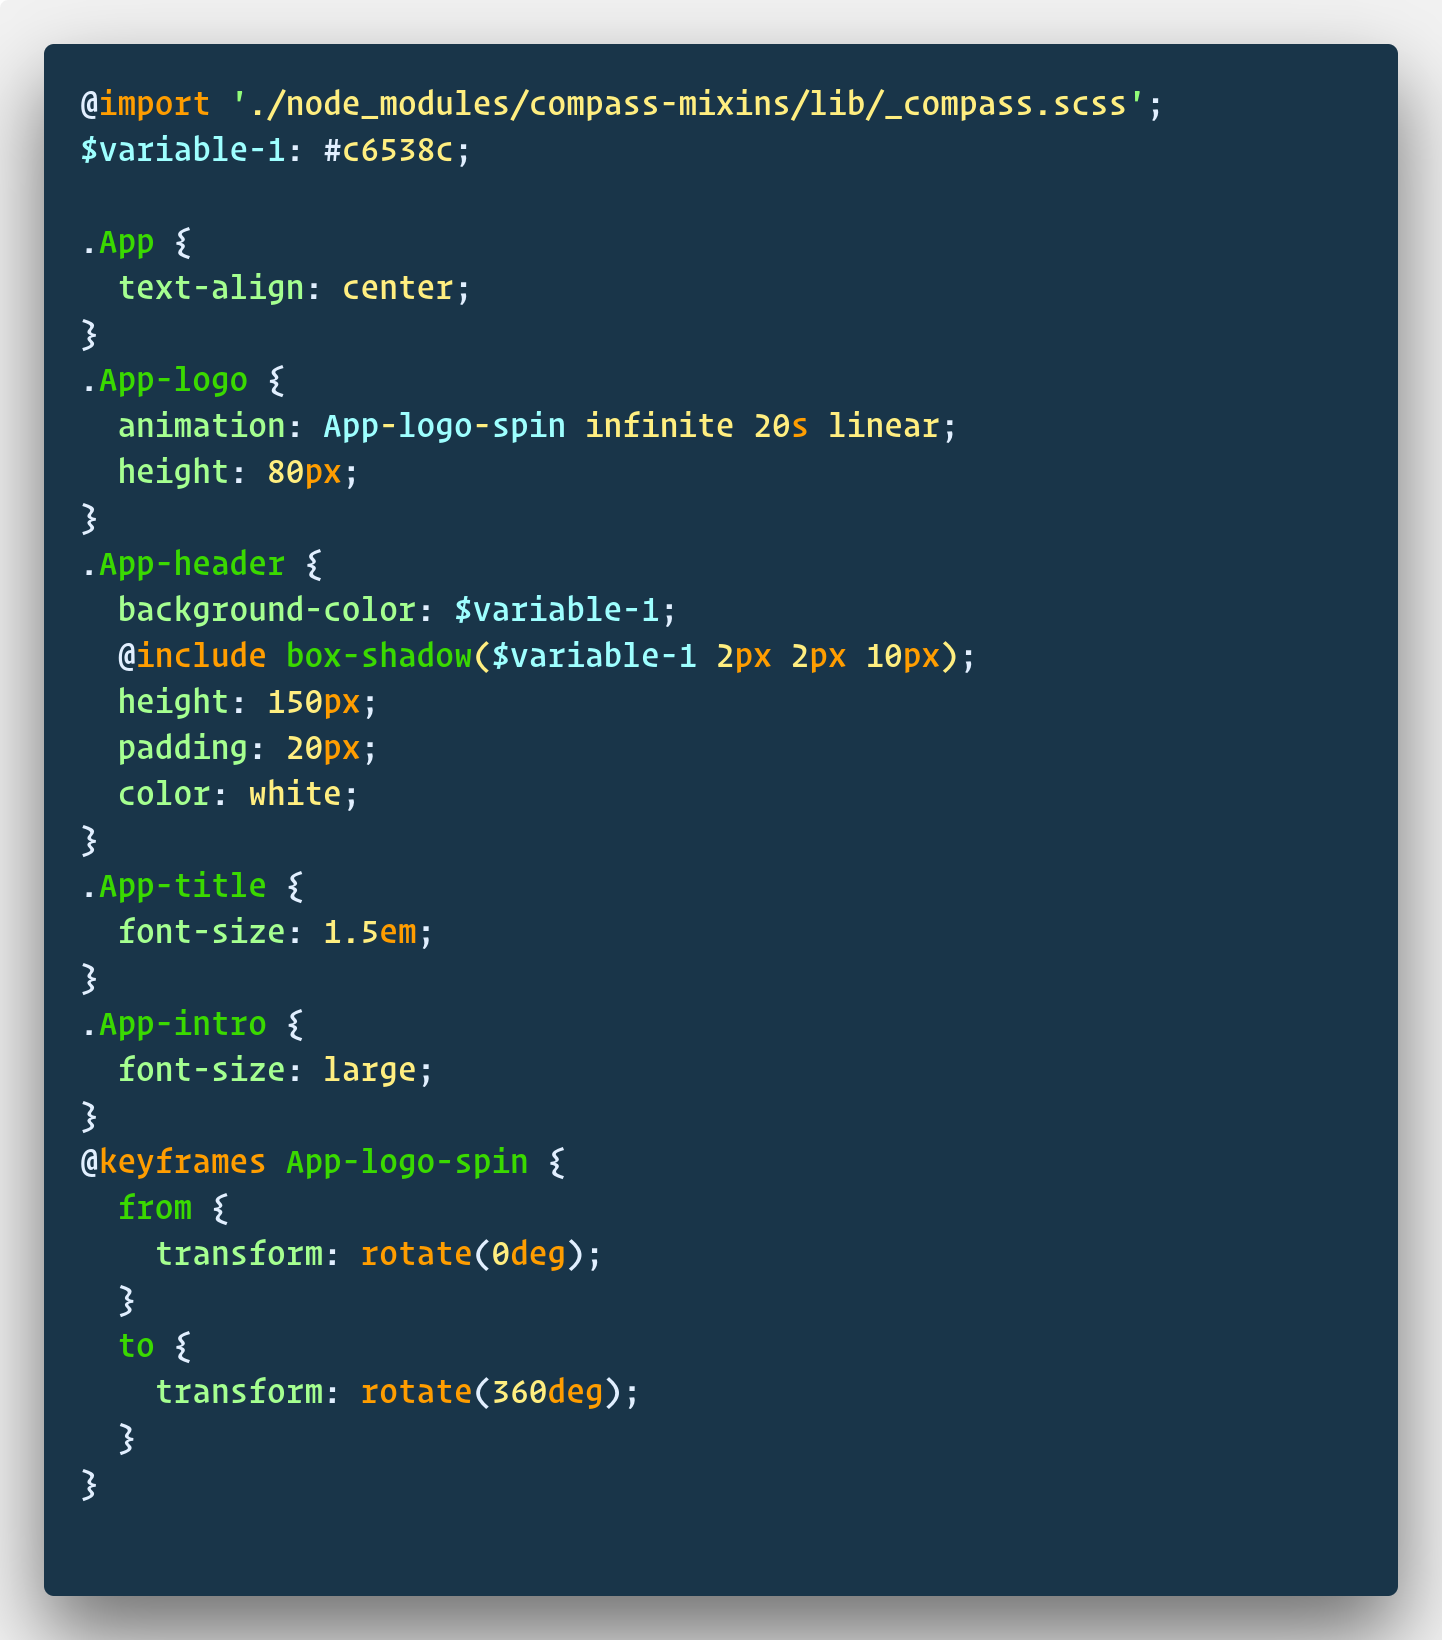 @import './node_modules/compass-mixins/lib/_compass.scss';
$variable-1: #c6538c;

.App {
  text-align: center;
}
.App-logo {
  animation: App-logo-spin infinite 20s linear;
  height: 80px;
}
.App-header {
  background-color: $variable-1;
  @include box-shadow($variable-1 2px 2px 10px);
  height: 150px;
  padding: 20px;
  color: white;
}
.App-title {
  font-size: 1.5em;
}
.App-intro {
  font-size: large;
}
@keyframes App-logo-spin {
  from {
    transform: rotate(0deg);
  }
  to {
    transform: rotate(360deg);
  }
}